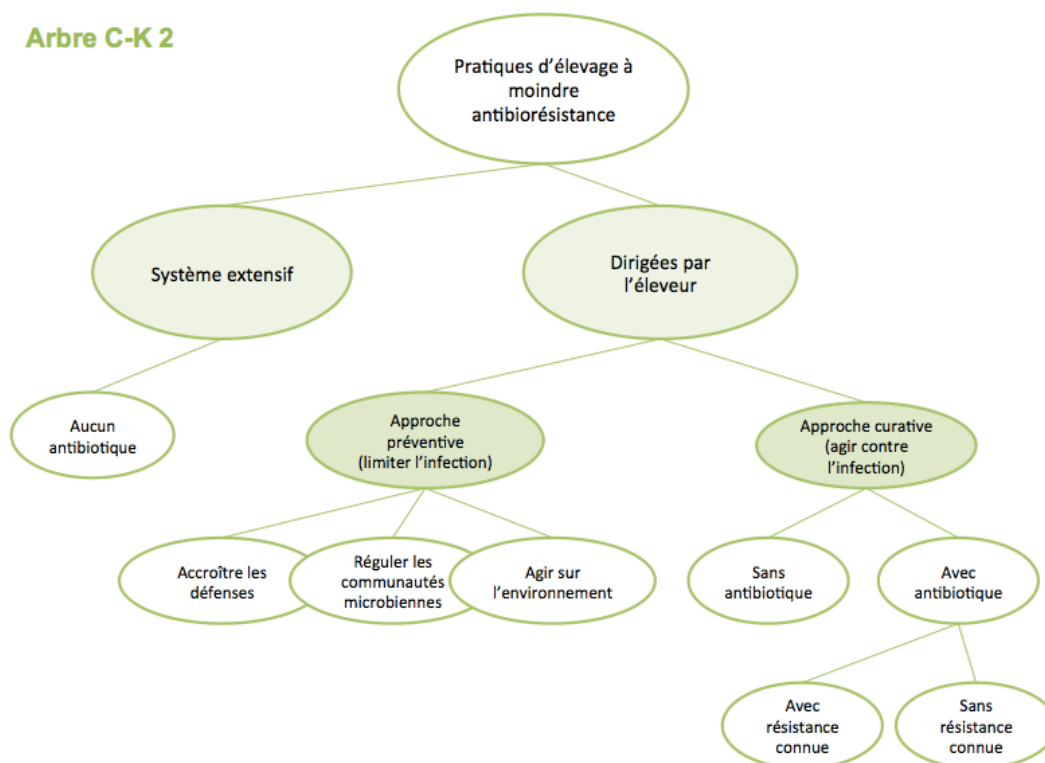 Arbre C-K 2
Pratiques d'élevage à
moindre
antibiorésistance
Système extensif
Dirigées par
l'éleveur
Aucun
antibiotique
Approche
préventive
(limiter l'infection)
Approche curative
(agir contre
l'infection)
Accroître les
défenses
Réguler les
communautés
microbiennes
Agir sur
l'environnement
Sans
antibiotique
Avec
antibiotique
Avec
résistance
connue
Sans
résistance
connue